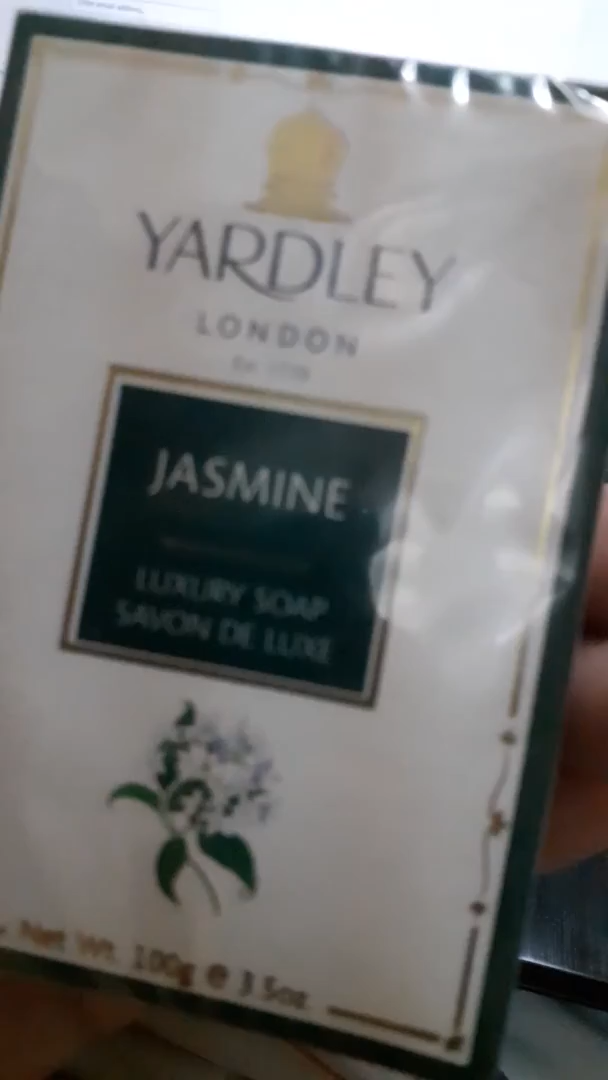 YARDLEY
LONDON
JASMINE
LUXURY SOAP
SAVON DE LUXE
Net Wt. 100g e 3.5oz